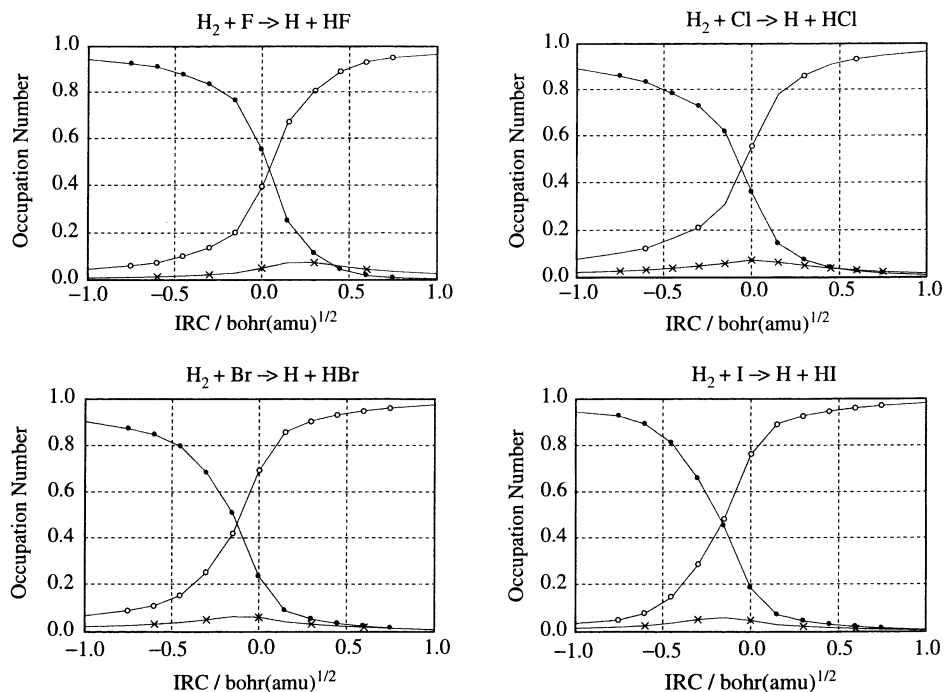 H₂ + F –> H + HF
1.0
0.8
0.6
0.4
0.2
0.0
Occupation Number
−1.0 −0.5 0.0 0.5 1.0
IRC / bohr(amu)^1/2
H₂ + Cl –> H + HCl
1.0
0.8
0.6
0.4
0.2
0.0
Occupation Number
−1.0 −0.5 0.0 0.5 1.0
IRC / bohr(amu)^1/2
H₂ + Br –> H + HBr
1.0
0.8
0.6
0.4
0.2
0.0
Occupation Number
−1.0 −0.5 0.0 0.5 1.0
IRC / bohr(amu)^1/2
H₂ + I –> H + HI
1.0
0.8
0.6
0.4
0.2
0.0
Occupation Number
−1.0 −0.5 0.0 0.5 1.0
IRC / bohr(amu)^1/2